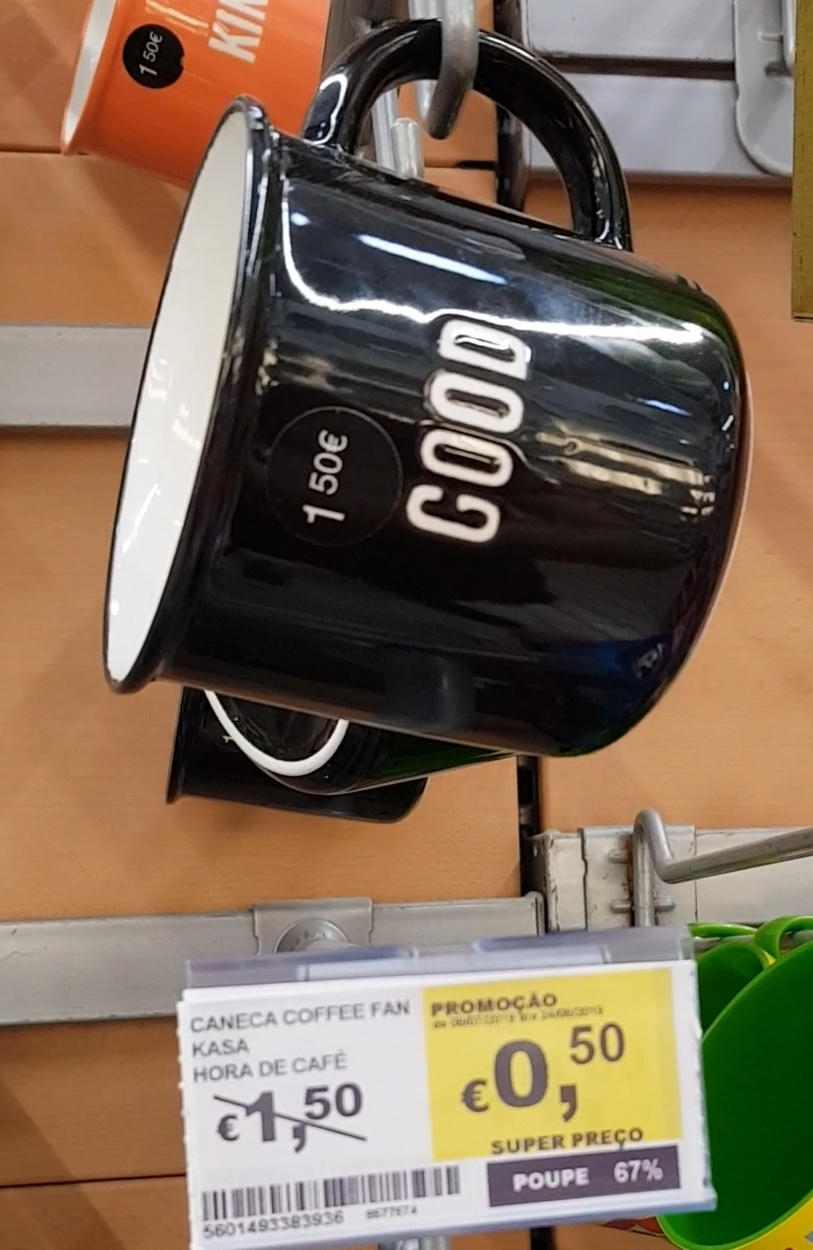 1 50€
KIN
GOOD
1 50€
CANECA COFFEE FAN
KASA
HORA DE CAFÉ
€1,50
PROMOÇÃO
€0,50
SUPER PREÇO
POUPE 67%
5601493383936